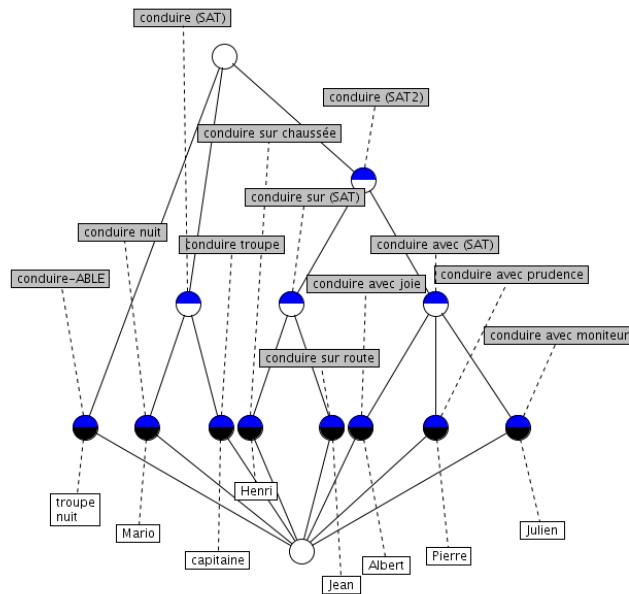 conduire (SAT)
conduire (SAT2)
conduire sur chaussée
conduire sur (SAT)
conduire nuit
conduire troupe
conduire avec (SAT)
conduire-ABLE
conduire avec joie
conduire avec prudence
conduire avec moniteur
conduire sur route
troupe
nuit
Mario
capitaine
Henri
Jean
Albert
Pierre
Julien